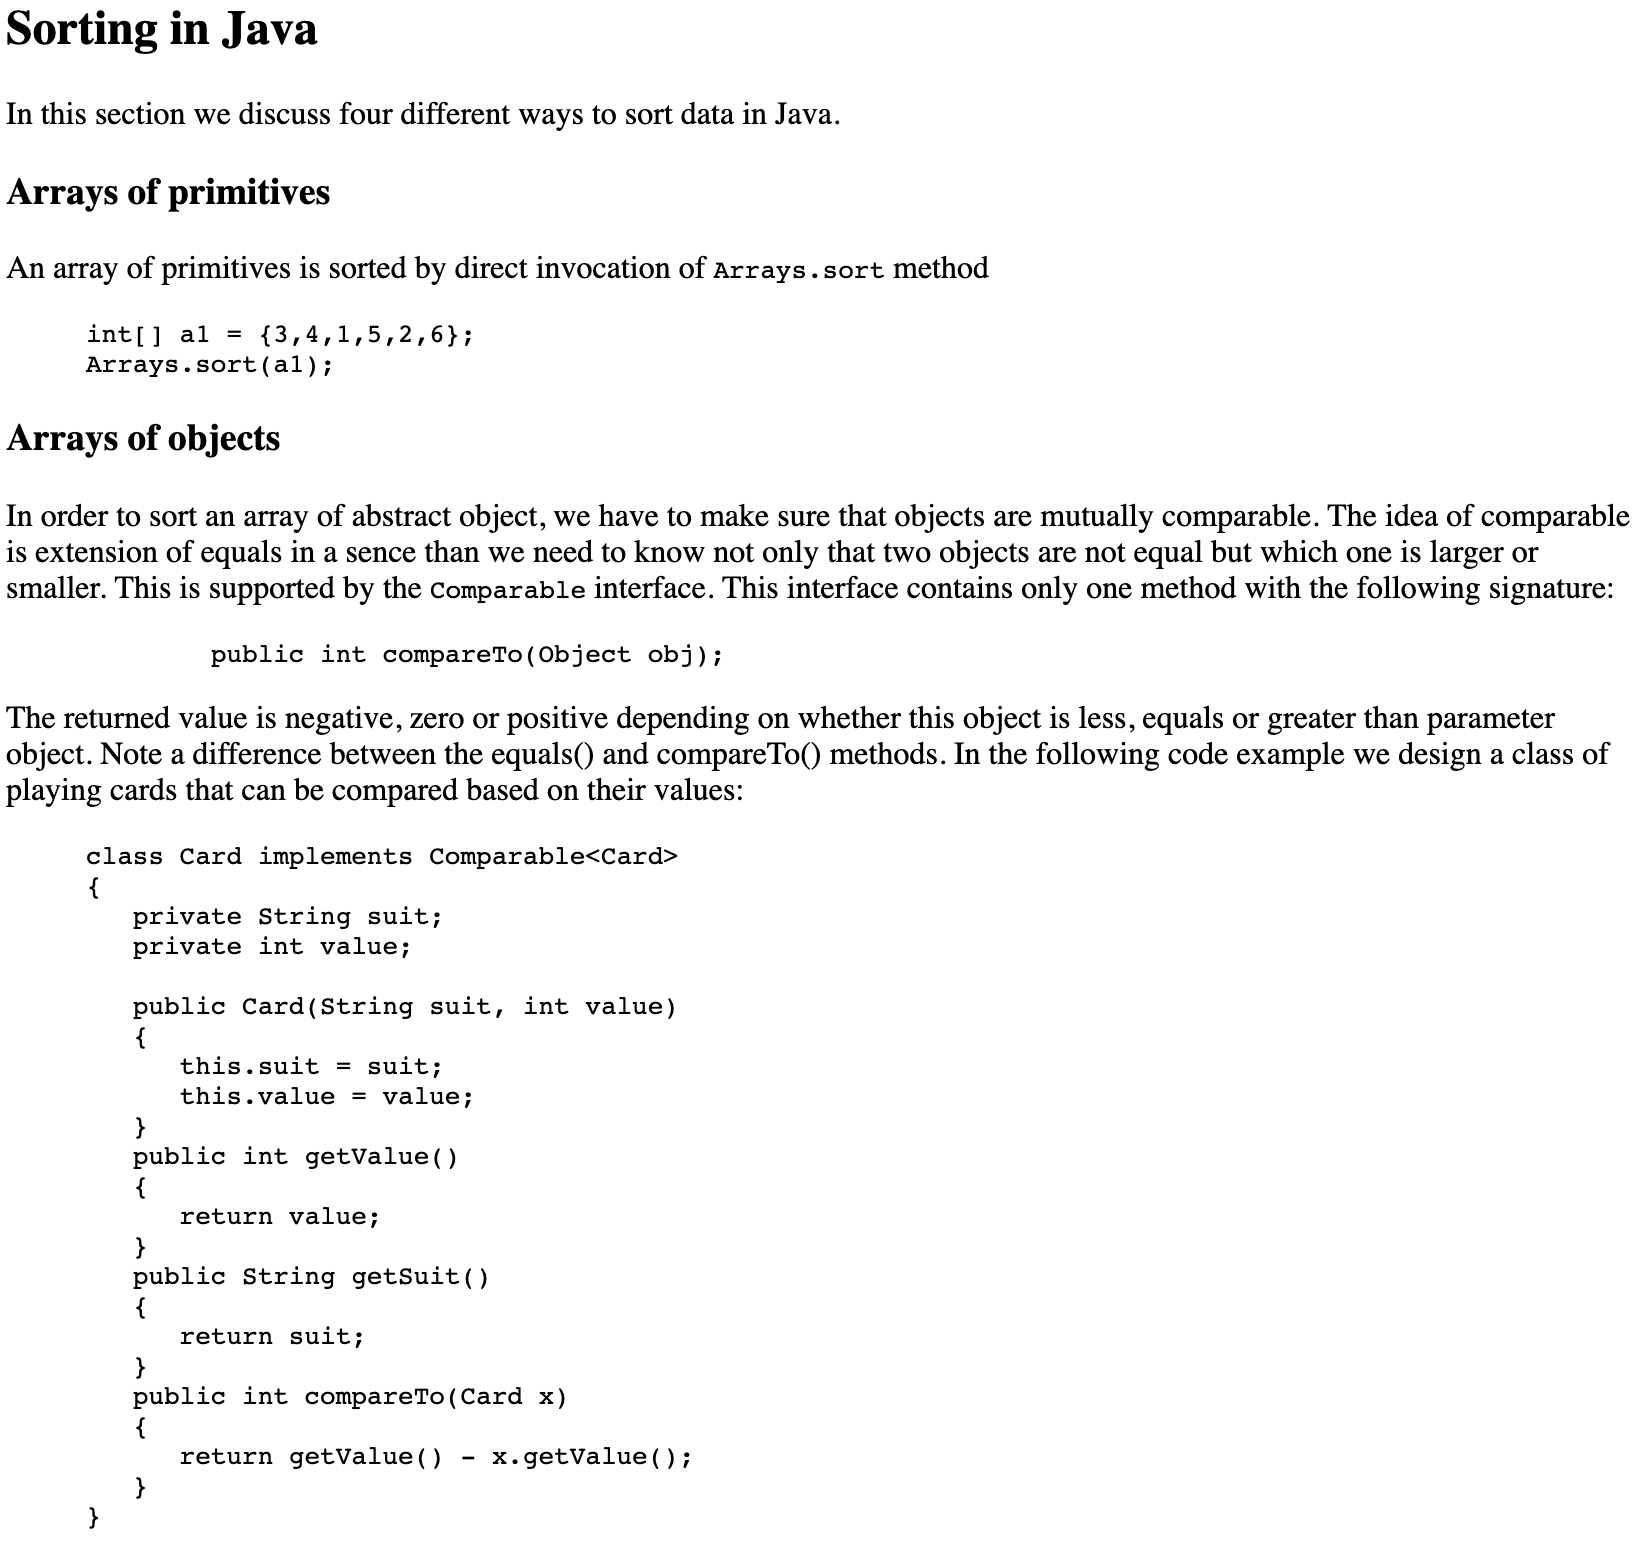 Sorting in Java
In this section we discuss four different ways to sort data in Java.
Arrays of primitives
An array of primitives is sorted by direct invocation of Arrays.sort method
int[] a1 = {3,4,1,5,2,6};
Arrays.sort(a1);
Arrays of objects
In order to sort an array of abstract object, we have to make sure that objects are mutually comparable. The idea of comparable
is extension of equals in a sence than we need to know not only that two objects are not equal but which one is larger or
smaller. This is supported by the Comparable interface. This interface contains only one method with the following signature:
public int compareTo(Object obj);
The returned value is negative, zero or positive depending on whether this object is less, equals or greater than parameter
object. Note a difference between the equals() and compareTo() methods. In the following code example we design a class of
playing cards that can be compared based on their values:
class Card implements Comparable<Card>
{
   private String suit;
   private int value;

   public Card(String suit, int value)
   {
      this.suit = suit;
      this.value = value;
   }
   public int getValue()
   {
      return value;
   }
   public String getSuit()
   {
      return suit;
   }
   public int compareTo(Card x)
   {
      return getValue() - x.getValue();
   }
}